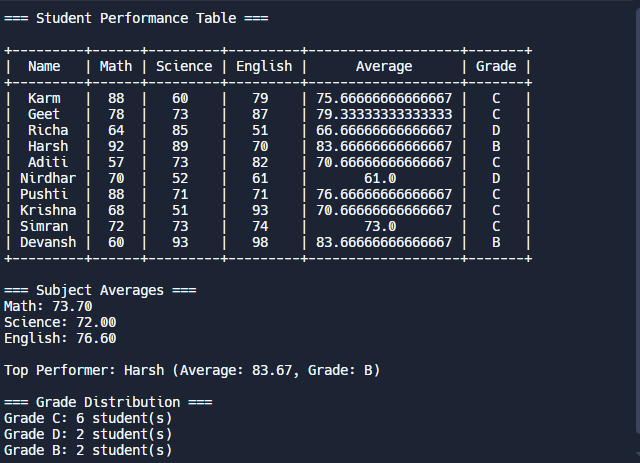 === Student Performance Table ===
+---------+------+---------+---------+-------------------+-------+
|  Name   | Math | Science | English |      Average      | Grade |
+---------+------+---------+---------+-------------------+-------+
|  Karm   |  88  |   60    |   79    | 75.66666666666667 |   C   |
|  Geet   |  78  |   73    |   87    | 79.33333333333333 |   C   |
|  Richa  |  64  |   85    |   51    | 66.66666666666667 |   D   |
|  Harsh  |  92  |   89    |   70    | 83.66666666666667 |   B   |
|  Aditi  |  57  |   73    |   82    | 70.66666666666667 |   C   |
| Nirdhar |  70  |   52    |   61    |       61.0        |   D   |
| Pushti  |  88  |   71    |   71    | 76.66666666666667 |   C   |
| Krishna |  68  |   51    |   93    | 70.66666666666667 |   C   |
| Simran  |  72  |   73    |   74    |       73.0        |   C   |
| Devansh |  60  |   93    |   98    | 83.66666666666667 |   B   |
+---------+------+---------+---------+-------------------+-------+
=== Subject Averages ===
Math: 73.70
Science: 72.00
English: 76.60
Top Performer: Harsh (Average: 83.67, Grade: B)
=== Grade Distribution ===
Grade C: 6 student(s)
Grade D: 2 student(s)
Grade B: 2 student(s)